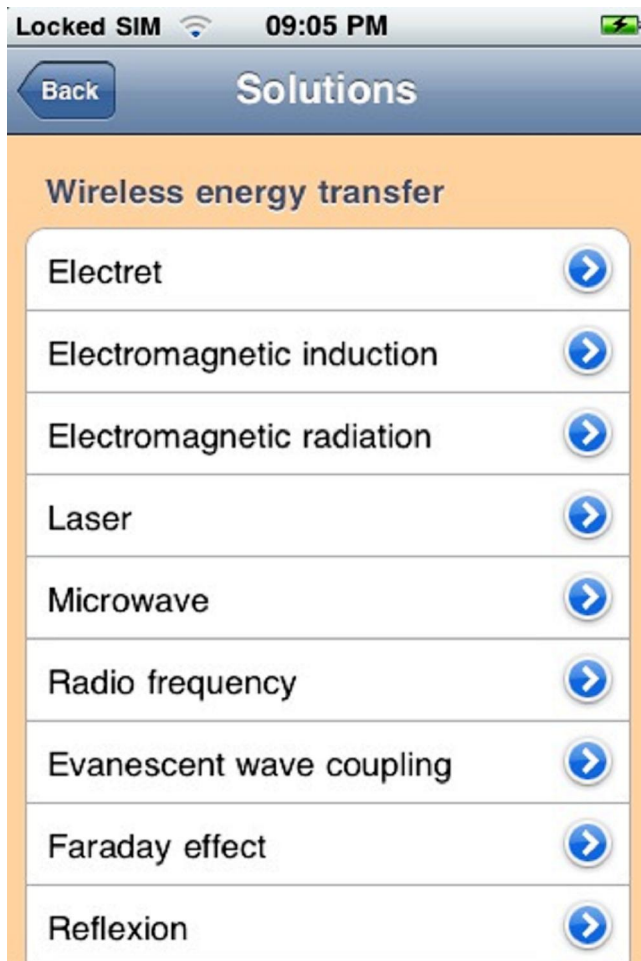 Locked SIM 09:05 PM
Back Solutions
Wireless energy transfer
Electret
Electromagnetic induction
Electromagnetic radiation
Laser
Microwave
Radio frequency
Evanescent wave coupling
Faraday effect
Reflexion